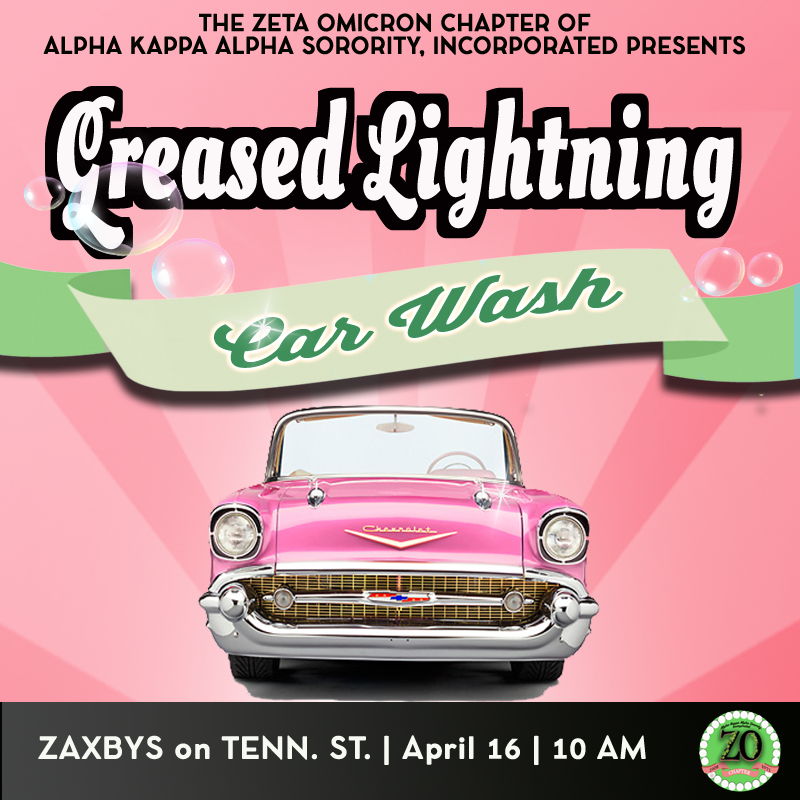 THE ZETA OMICRON CHAPTER OF
ALPHA KAPPA ALPHA SORORITY, INCORPORATED PRESENTS
Greased Lightning
Car Wash
Chevrolet
ZAXBYS on TENN. ST. | April 16 | 10 AM
ZO
CHAPTER